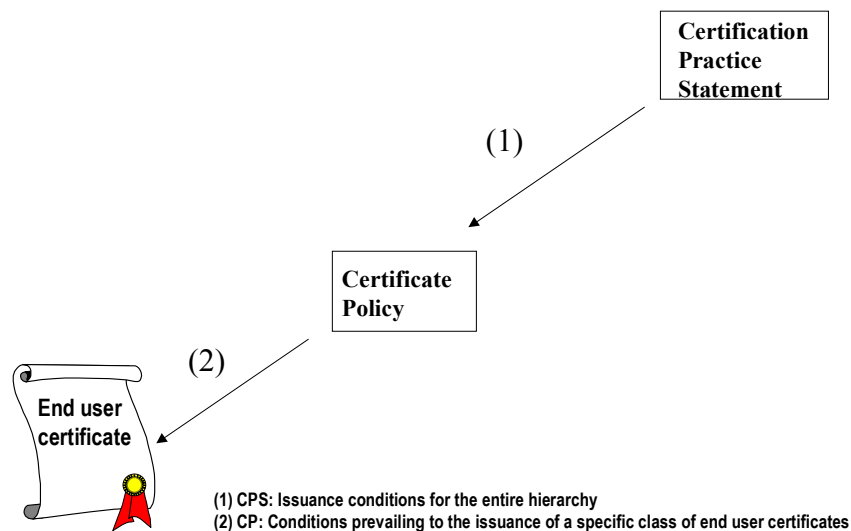 Certification
Practice
Statement
(1)
Certificate
Policy
(2)
End user
certificate
(1) CPS: Issuance conditions for the entire hierarchy
(2) CP: Conditions prevailing to the issuance of a specific class of end user certificates